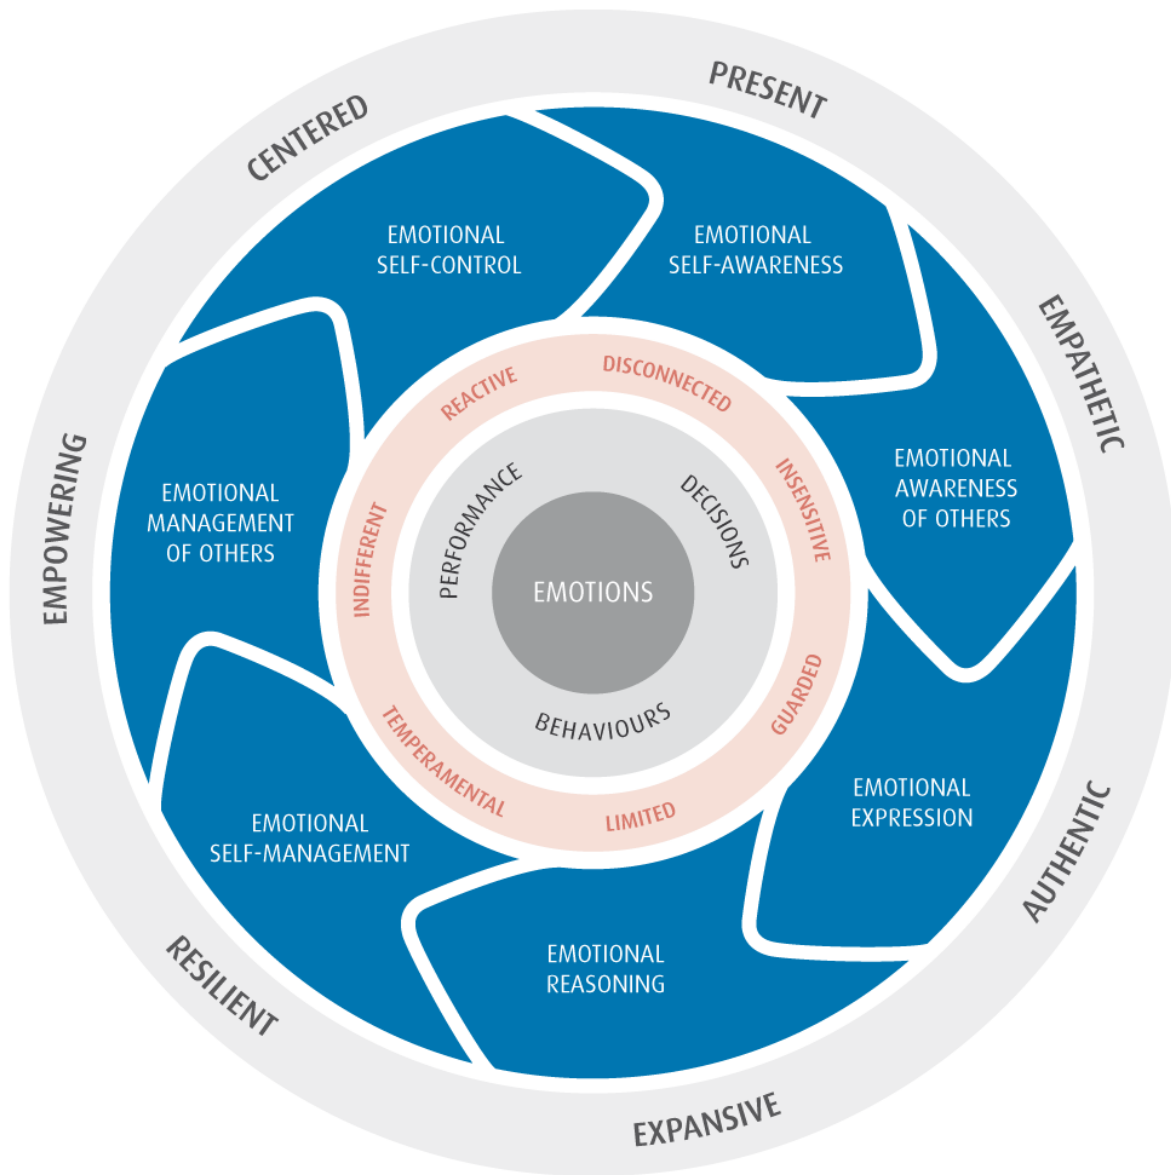 PRESENT
EMPATHETIC
AUTHENTIC
EXPANSIVE
RESILIENT
EMPOWERING
CENTERED
EMOTIONAL
SELF-AWARENESS
EMOTIONAL
AWARENESS
OF OTHERS
EMOTIONAL
EXPRESSION
EMOTIONAL
REASONING
EMOTIONAL
SELF-MANAGEMENT
EMOTIONAL
MANAGEMENT
OF OTHERS
EMOTIONAL
SELF-CONTROL
DISCONNECTED
INSENSITIVE
GUARDED
LIMITED
TEMPERAMENTAL
INDIFFERENT
REACTIVE
DECISIONS
BEHAVIOURS
PERFORMANCE
EMOTIONS